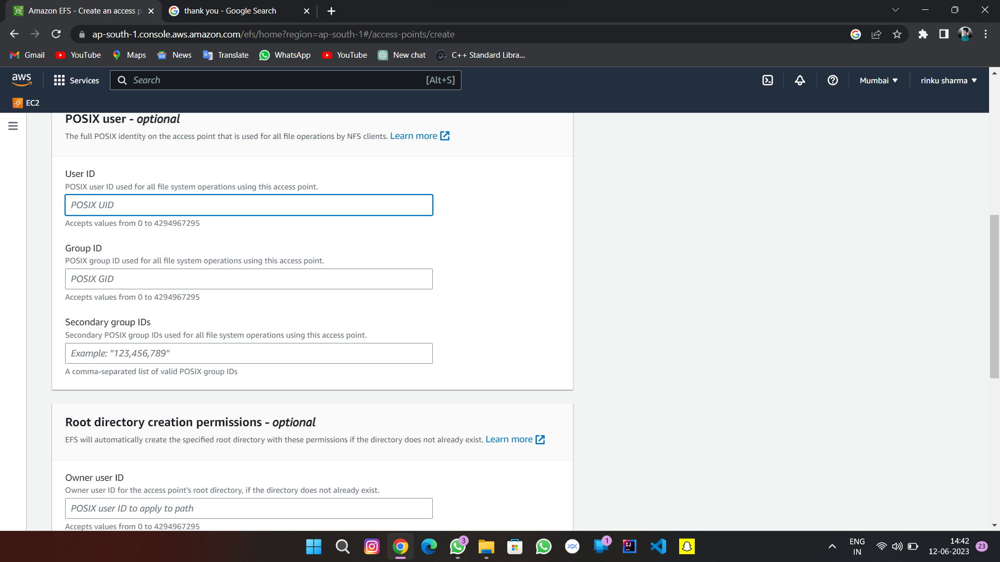 Amazon EFS - Create an access p
thank you - Google Search
ap-south-1.console.aws.amazon.com/efs/home?region=ap-south-1#/access-points/create
Gmail YouTube Maps News Translate WhatsApp YouTube New chat C++ Standard Libra...
aws Services Search [Alt+S] Mumbai rinku sharma
EC2
POSIX user - optional
The full POSIX identity on the access point that is used for all file operations by NFS clients. Learn more
User ID
POSIX user ID used for all file system operations using this access point.
POSIX UID
Accepts values from 0 to 4294967295
Group ID
POSIX group ID used for all file system operations using this access point.
POSIX GID
Accepts values from 0 to 4294967295
Secondary group IDs
Secondary POSIX group IDs used for all file system operations using this access point.
Example: "123,456,789"
A comma-separated list of valid POSIX group IDs
Root directory creation permissions - optional
EFS will automatically create the specified root directory with these permissions if the directory does not already exist. Learn more
Owner user ID
Owner user ID for the access point's root directory, if the directory does not already exist.
POSIX user ID to apply to path
Accepts values from 0 to 4294967295
3
1
IJ
ENG
IN
14:42
12-06-2023
23